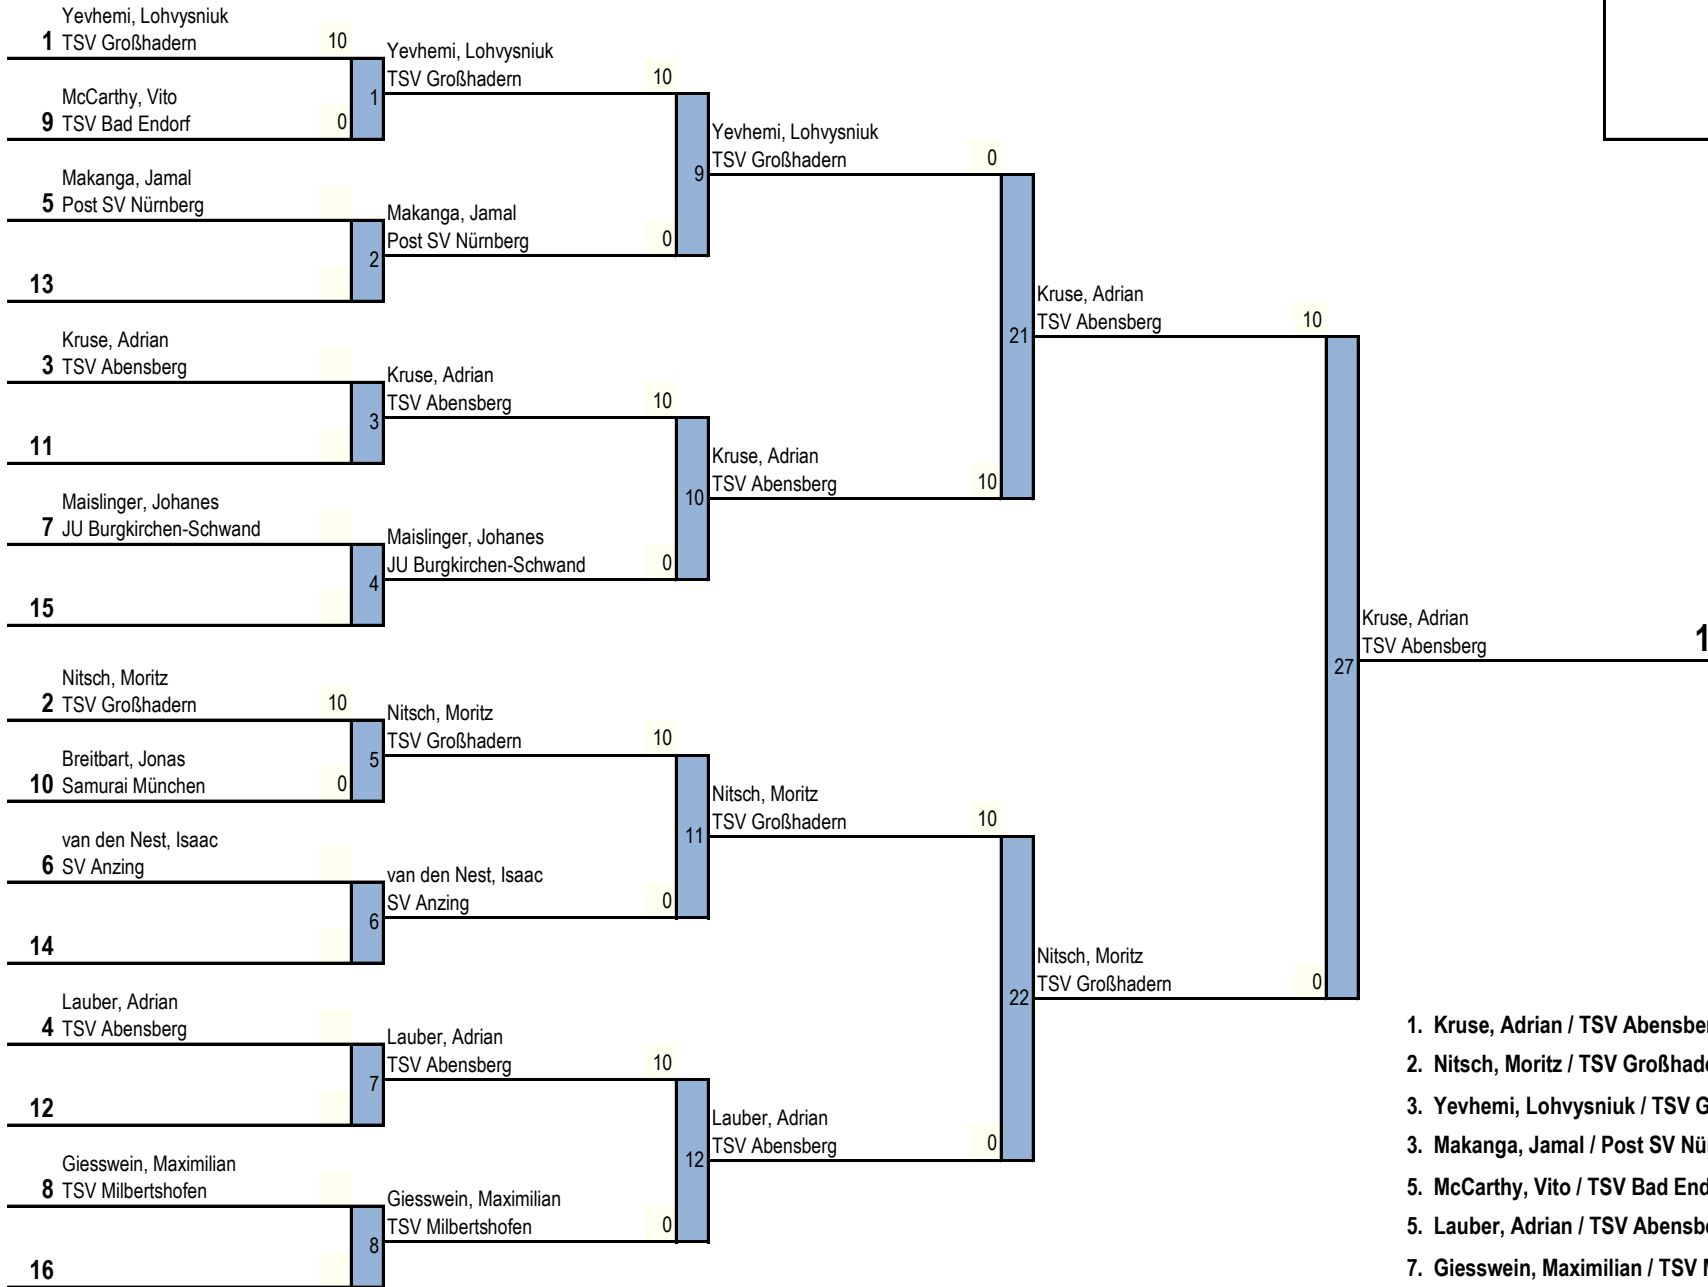 Yevhemi, Lohvysniuk
1 TSV Großhadern 10
McCarthy, Vito
9 TSV Bad Endorf 0
1
Makanga, Jamal
5 Post SV Nürnberg
13
2
Kruse, Adrian
3 TSV Abensberg
11
3
Maislinger, Johanes
7 JU Burgkirchen-Schwand
15
4
Nitsch, Moritz
2 TSV Großhadern 10
Breitbart, Jonas
10 Samurai München 0
5
van den Nest, Isaac
6 SV Anzing
14
6
Lauber, Adrian
4 TSV Abensberg
12
7
Giesswein, Maximilian
8 TSV Milbertshofen
16
8
Yevhemi, Lohvysniuk
TSV Großhadern 10
Makanga, Jamal
Post SV Nürnberg 0
9
Kruse, Adrian
TSV Abensberg 10
Maislinger, Johanes
JU Burgkirchen-Schwand 0
10
Nitsch, Moritz
TSV Großhadern 10
van den Nest, Isaac
SV Anzing 0
11
Lauber, Adrian
TSV Abensberg 10
Giesswein, Maximilian
TSV Milbertshofen 0
12
Yevhemi, Lohvysniuk
TSV Großhadern 0
Kruse, Adrian
TSV Abensberg 10
21
Nitsch, Moritz
TSV Großhadern 10
Lauber, Adrian
TSV Abensberg 0
22
Kruse, Adrian
TSV Abensberg 10
Nitsch, Moritz
TSV Großhadern 0
27
Kruse, Adrian
TSV Abensberg 1
1. Kruse, Adrian / TSV Abensbe
2. Nitsch, Moritz / TSV Großhad
3. Yevhemi, Lohvysniuk / TSV G
3. Makanga, Jamal / Post SV Nü
5. McCarthy, Vito / TSV Bad End
5. Lauber, Adrian / TSV Abensb
7. Giesswein, Maximilian / TSV